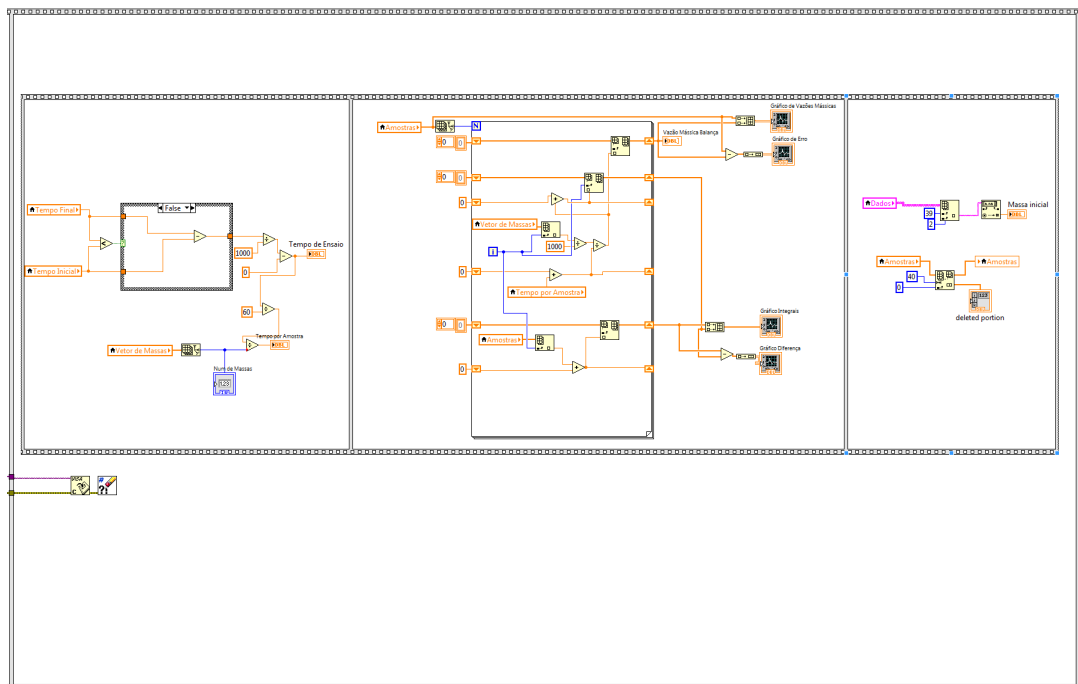 Tempo Final
Tempo Inicial
False
1000
0
60
Tempo de Ensaio
DBL
Tempo por Amostra
DBL
Vetor de Massas
Num de Massas
123
Amostras
N
0 0
0 0
0
Vetor de Massas
i
1000
0
Tempo por Amostra
0 0
Amostras
0
Vazão Mássica Balança
DBL
Gráfico de Vazões Mássicas
Gráfico de Erro
Gráfico Integrais
Gráfico Diferença
Dados
39
2
Massa inicial
DBL
Amostras
40
0
Amostras
deleted portion
VISA
C
?!